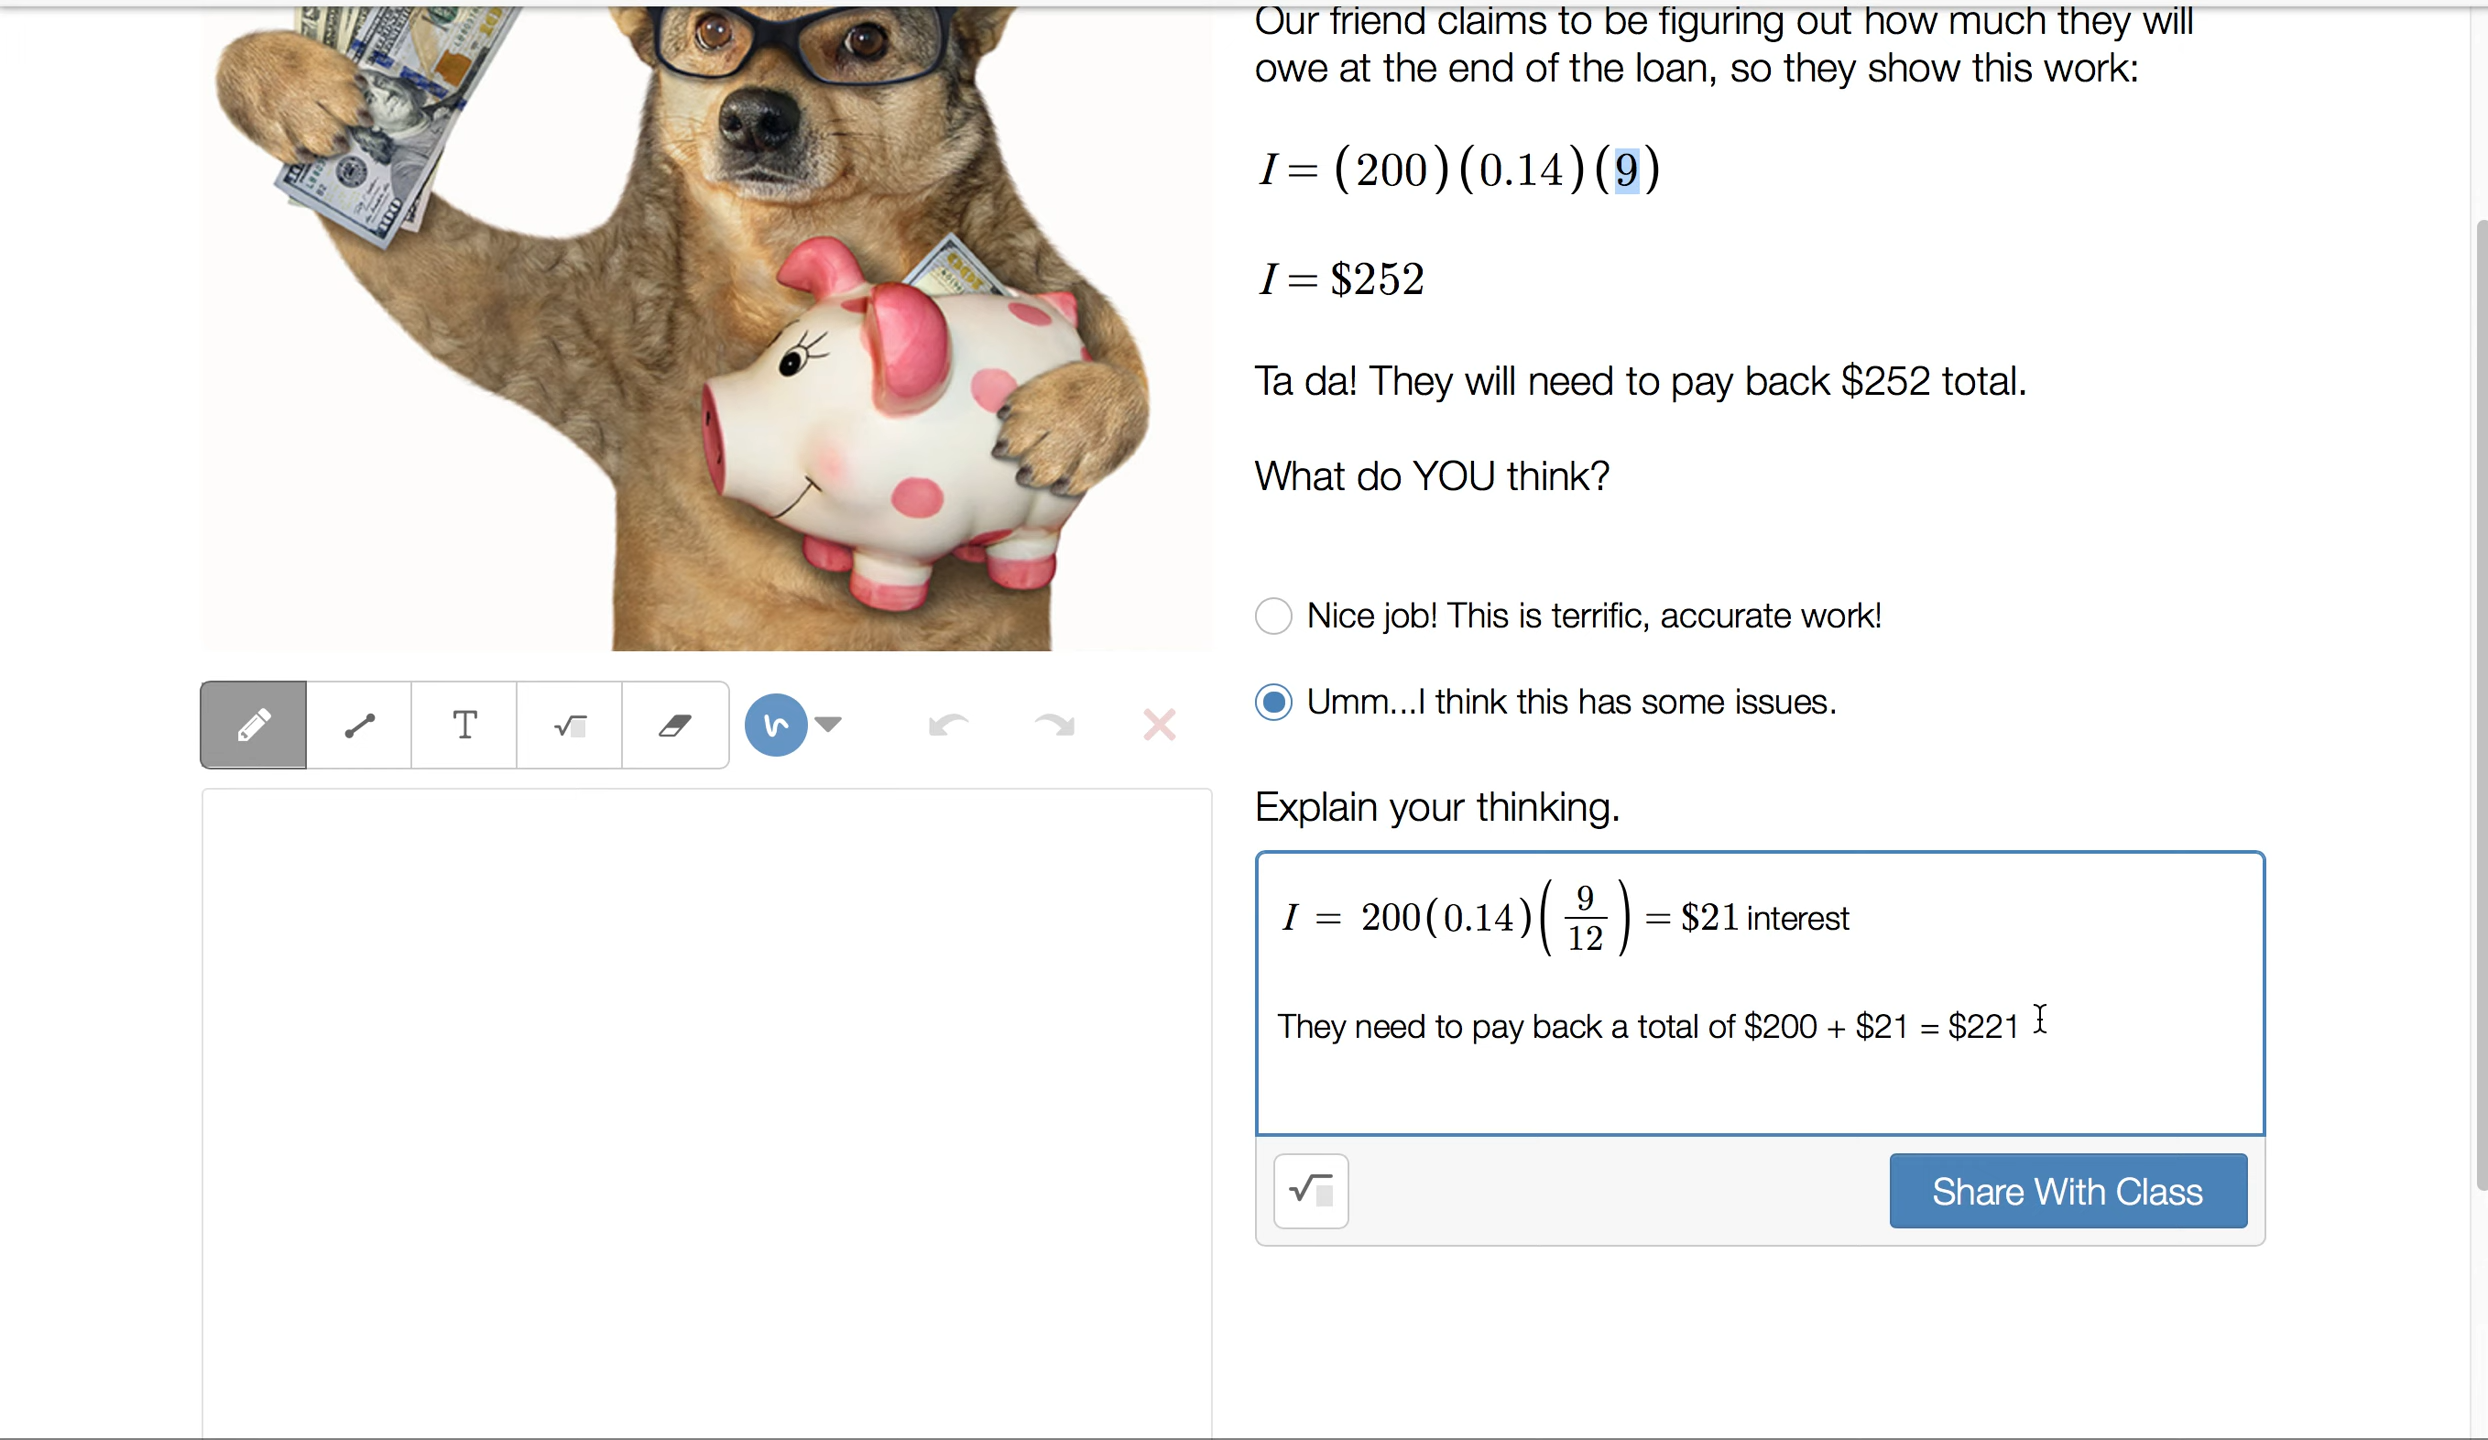 Our friend claims to be figuring out how much they will
owe at the end of the loan, so they show this work:
I = (200)(0.14)(9)
I = $252
Ta da! They will need to pay back $252 total.
What do YOU think?
Nice job! This is terrific, accurate work!
Umm...I think this has some issues.
T
Explain your thinking.
I = 200(0.14)(9/12) = $21 interest
They need to pay back a total of $200 + $21 = $221
Share With Class
100